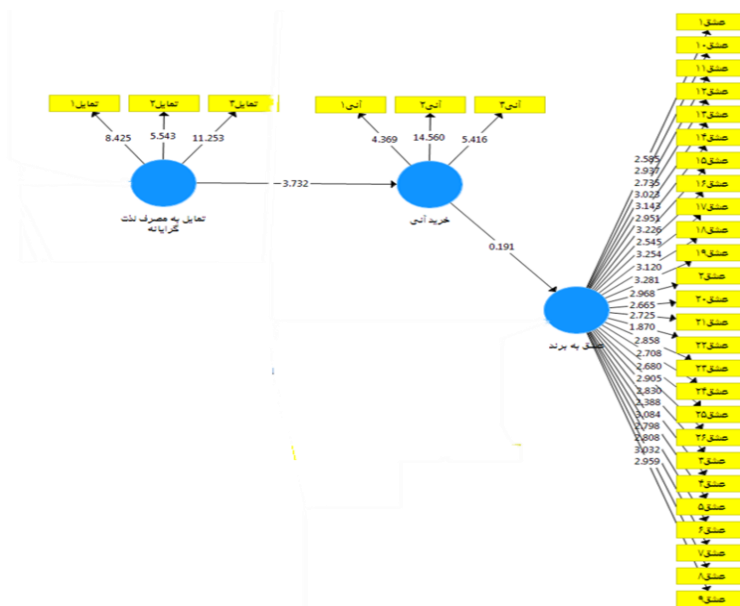 عشق۱
عشق۱۰
عشق۱۱
عشق۱۲
عشق۱۳
عشق۱۴
عشق۱۵
عشق۱۶
عشق۱۷
عشق۱۸
عشق۱۹
عشق۲
عشق۲۰
عشق۲۱
عشق۲۲
عشق۲۳
عشق۲۴
عشق۲۵
عشق۲۶
عشق۳
عشق۴
عشق۵
عشق۶
عشق۷
عشق۸
عشق۹
تمایل۱
تمایل۲
تمایل۳
آنی۱
آنی۲
آنی۳
8.425
5.543
11.253
4.369
14.560
5.416
3.732
0.191
تمایل به مصرف لذت
گرایانه
خرید آنی
عشق به برند
2.585
2.937
2.735
3.023
3.143
2.951
3.226
2.545
3.254
3.120
3.281
2.968
2.665
2.725
1.870
2.858
2.708
2.680
2.905
2.830
2.388
3.084
2.798
2.808
3.032
2.959